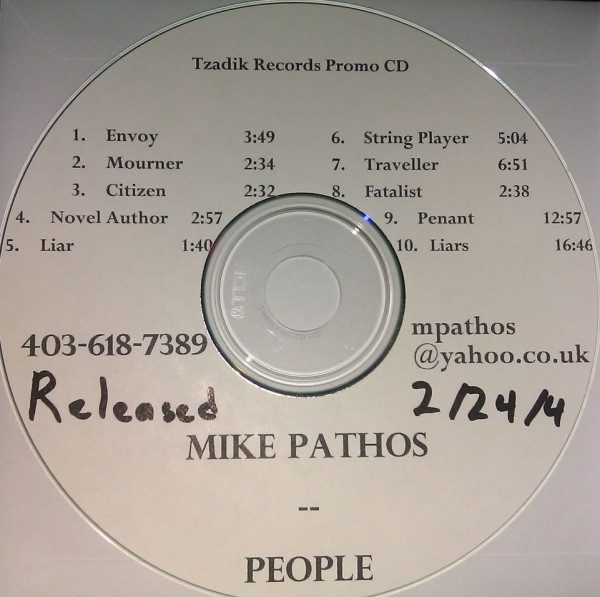 Tzadik Records Promo CD
1. Envoy 3:49 6. String Player 5:04
2. Mourner 2:34 7. Traveller 6:51
3. Citizen 2:32 8. Fatalist 2:38
4. Novel Author 2:57 9. Penant 12:57
5. Liar 1:40 10. Liars 16:46
TDK
403-618-7389 mpathos
@yahoo.co.uk
Released 2/24/4
MIKE PATHOS
--
PEOPLE